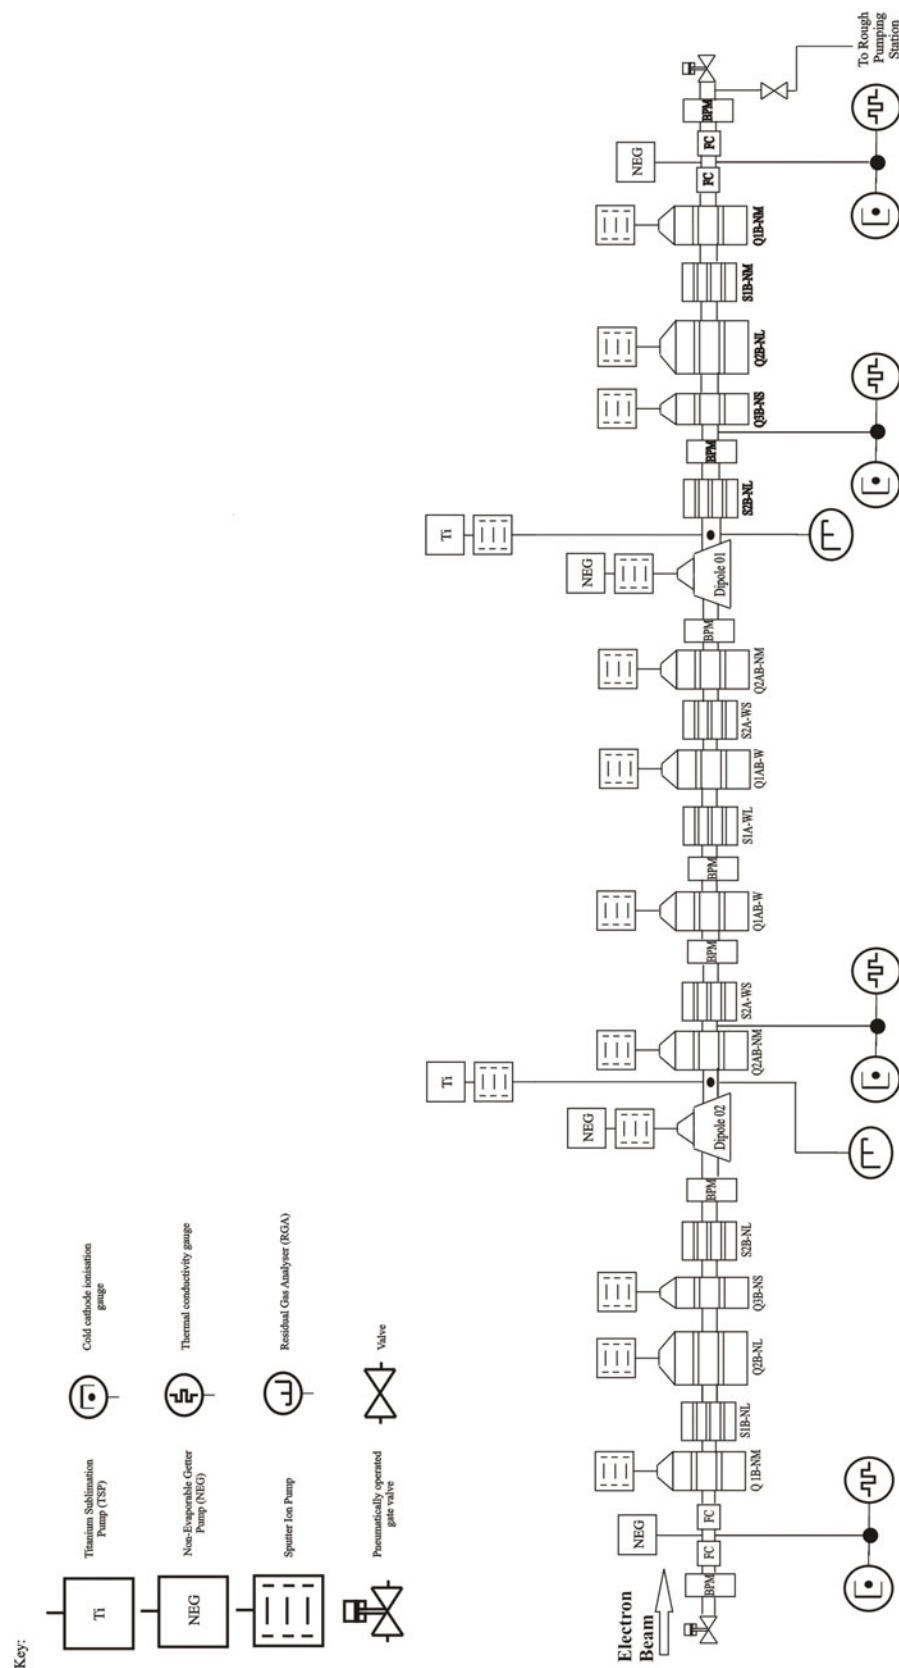 Key:
Ti
Titanium Sublimation
Pump (TSP)
Cold cathode ionisation
gauge
NEG
Non-Evaporable Getter
Pump (NEG)
Thermal conductivity gauge
Sputter Ion Pump
Residual Gas Analyser (RGA)
Pneumatically operated
gate valve
Valve
Electron
Beam
BPM
FC
NEG
FC
Q 1B-NM
S1B-NL
Q2B-NL
Q3B-NS
S2B-NL
BPM
NEG
Dipole 02
Ti
Q2AB-NM
S2A-WS
BPM
Q1AB-W
BPM
S1A-WL
Q1AB-W
S2A-WS
Q2AB-NM
BPM
NEG
Dipole 01
Ti
S2B-NL
BPM
Q3B-NS
Q2B-NL
S1B-NM
Q1B-NM
FC
NEG
FC
BPM
To Rough
Pumping
Station